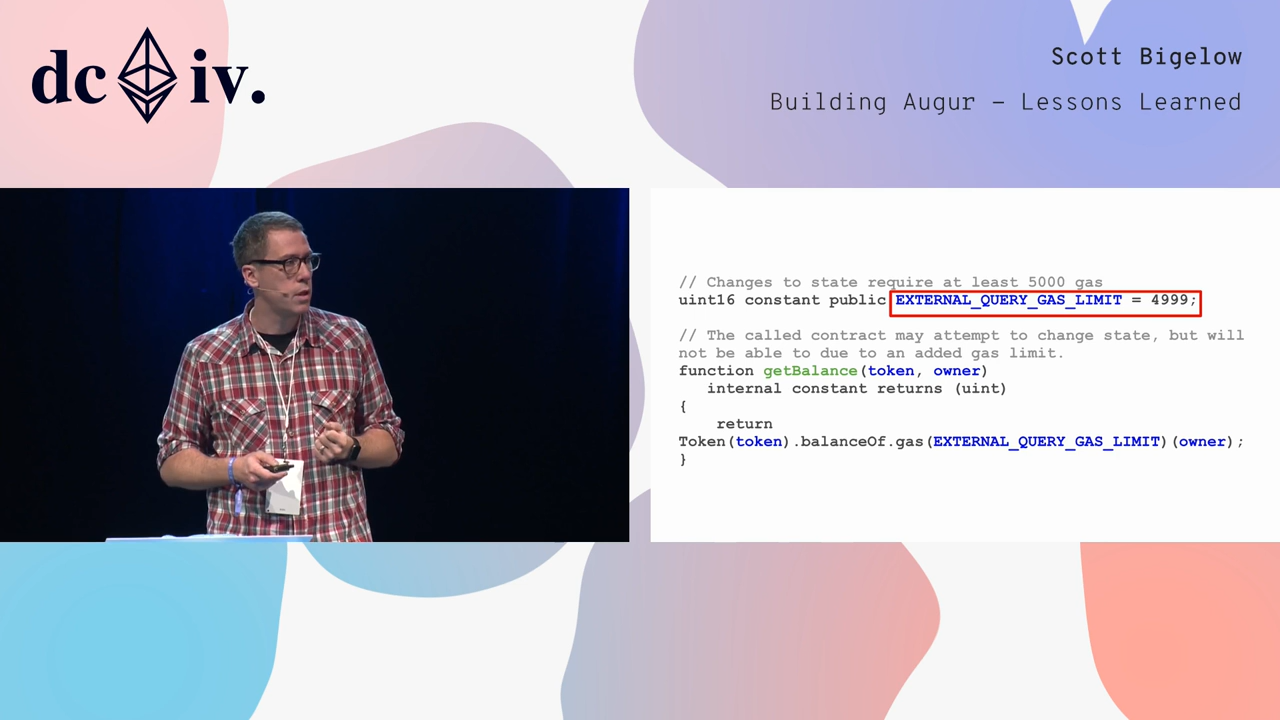 dc iv.
Scott Bigelow
Building Augur – Lessons Learned
// Changes to state require at least 5000 gas
uint16 constant public EXTERNAL_QUERY_GAS_LIMIT = 4999;
// The called contract may attempt to change state, but will
not be able to due to an added gas limit.
function getBalance(token, owner)
internal constant returns (uint)
{
return
Token(token).balanceOf.gas(EXTERNAL_QUERY_GAS_LIMIT)(owner);
}